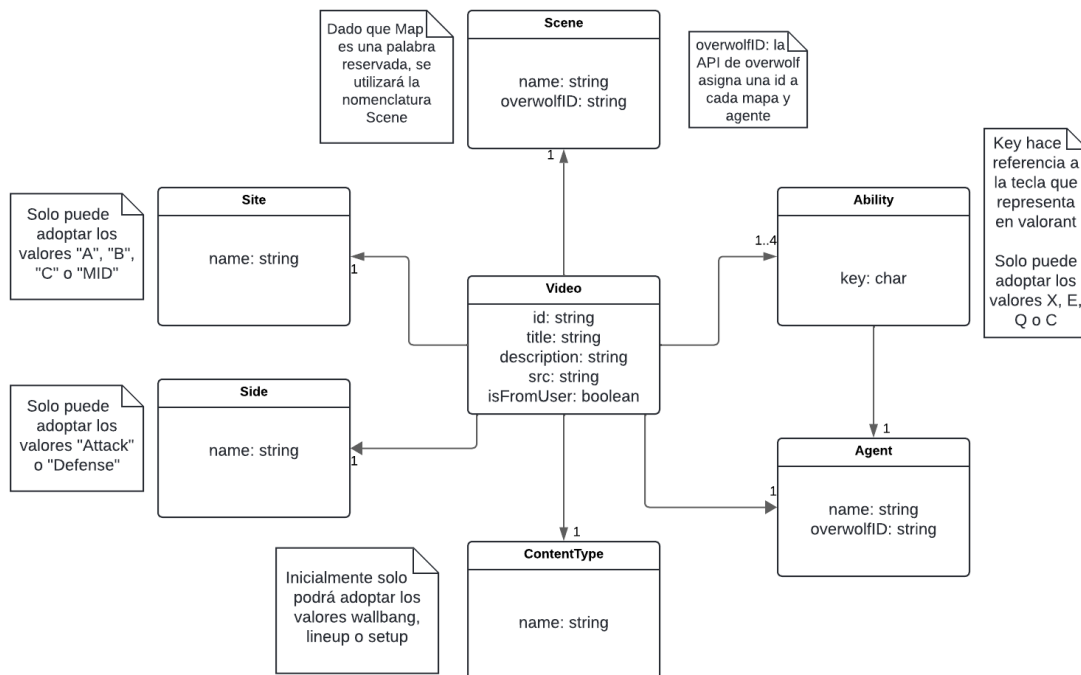 Dado que Map
es una palabra
reservada, se
utilizará la
nomenclatura
Scene
Scene
name: string
overwolfID: string
1
overwolfID: la
API de overwolf
asigna una id a
cada mapa y
agente
Key hace
referencia a
la tecla que
representa
en valorant
Solo puede
adoptar los
valores X, E,
Q o C
Solo puede
adoptar los
valores "A", "B",
"C" o "MID"
Site
name: string
1
Ability
key: char
1..4
Video
id: string
title: string
description: string
src: string
isFromUser: boolean
Solo puede
adoptar los
valores "Attack"
o "Defense"
Side
name: string
1
1
Agent
name: string
overwolfID: string
1
1
Inicialmente solo
podrá adoptar los
valores wallbang,
lineup o setup
ContentType
name: string